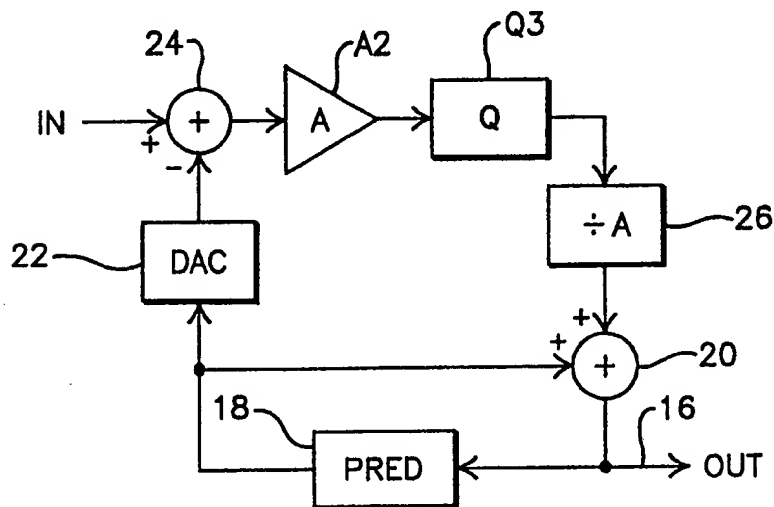 24
A2
Q3
IN
+
+
-
A
Q
÷ A
26
22
DAC
+
+
+
20
18
PRED
16
OUT